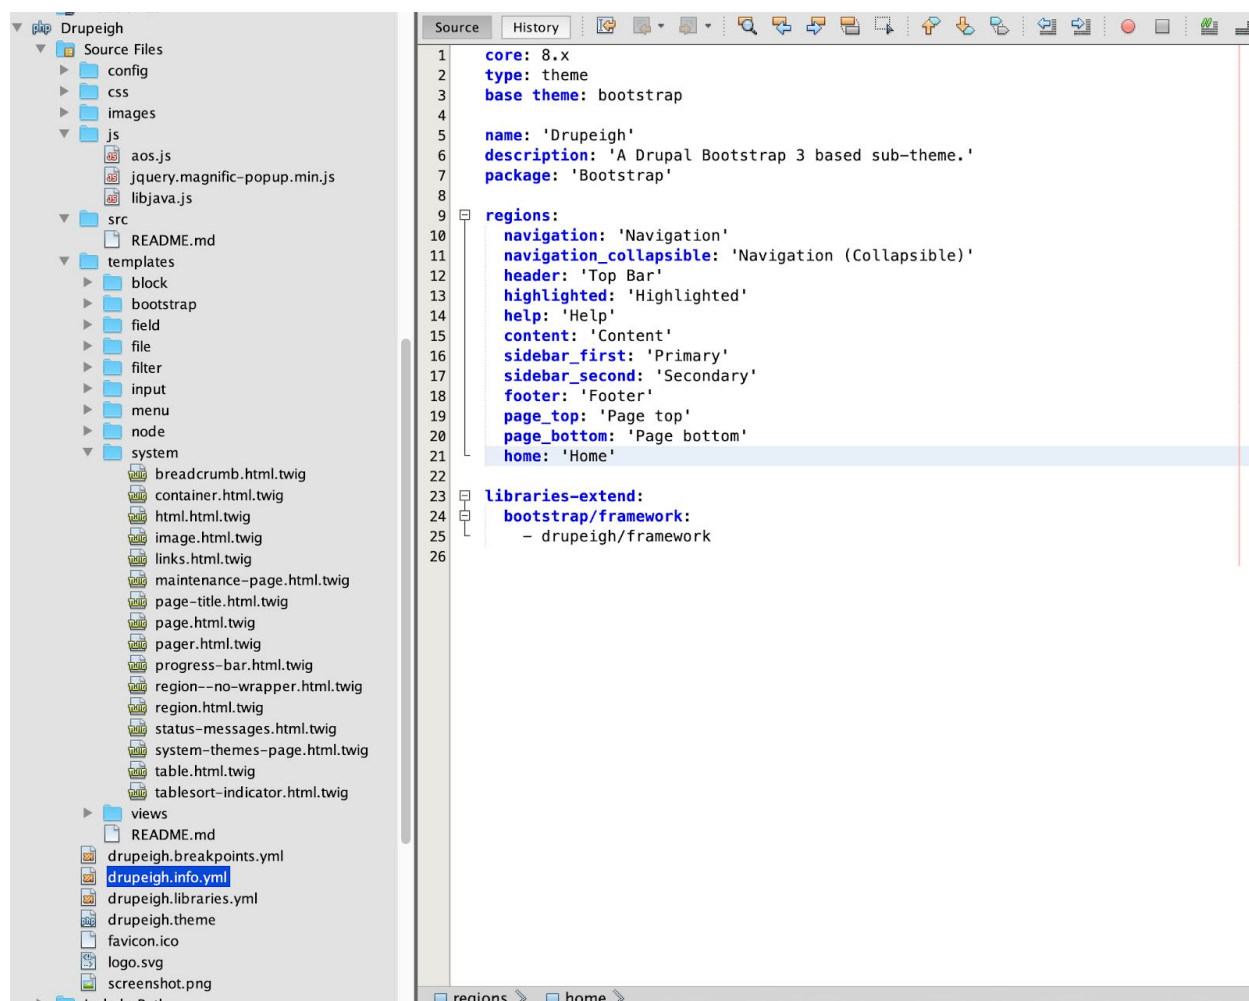 Drupeigh
Source Files
config
css
images
js
aos.js
jquery.magnific-popup.min.js
libjava.js
src
README.md
templates
block
bootstrap
field
file
filter
input
menu
node
system
breadcrumb.html.twig
container.html.twig
html.html.twig
image.html.twig
links.html.twig
maintenance-page.html.twig
page-title.html.twig
page.html.twig
pager.html.twig
progress-bar.html.twig
region--no-wrapper.html.twig
region.html.twig
status-messages.html.twig
system-themes-page.html.twig
table.html.twig
tablesort-indicator.html.twig
views
README.md
drupeigh.breakpoints.yml
drupeigh.info.yml
drupeigh.libraries.yml
drupeigh.theme
favicon.ico
logo.svg
screenshot.png
Source History
1 core: 8.x
2 type: theme
3 base theme: bootstrap
4
5 name: 'Drupeigh'
6 description: 'A Drupal Bootstrap 3 based sub-theme.'
7 package: 'Bootstrap'
8
9 regions:
10 navigation: 'Navigation'
11 navigation_collapsible: 'Navigation (Collapsible)'
12 header: 'Top Bar'
13 highlighted: 'Highlighted'
14 help: 'Help'
15 content: 'Content'
16 sidebar_first: 'Primary'
17 sidebar_second: 'Secondary'
18 footer: 'Footer'
19 page_top: 'Page top'
20 page_bottom: 'Page bottom'
21 home: 'Home'
22
23 libraries-extend:
24 bootstrap/framework:
25 - drupeigh/framework
26
regions home